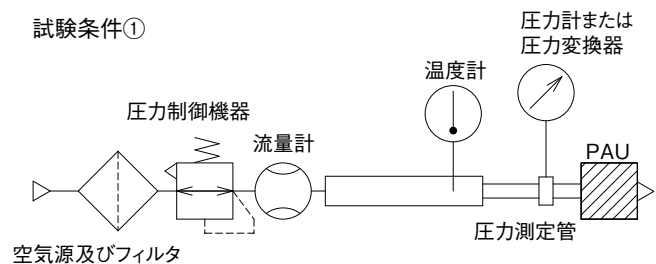 試験条件①
圧力計または
圧力変換器
温度計
圧力制御機器
流量計
PAU
圧力測定管
空気源及びフィルタ